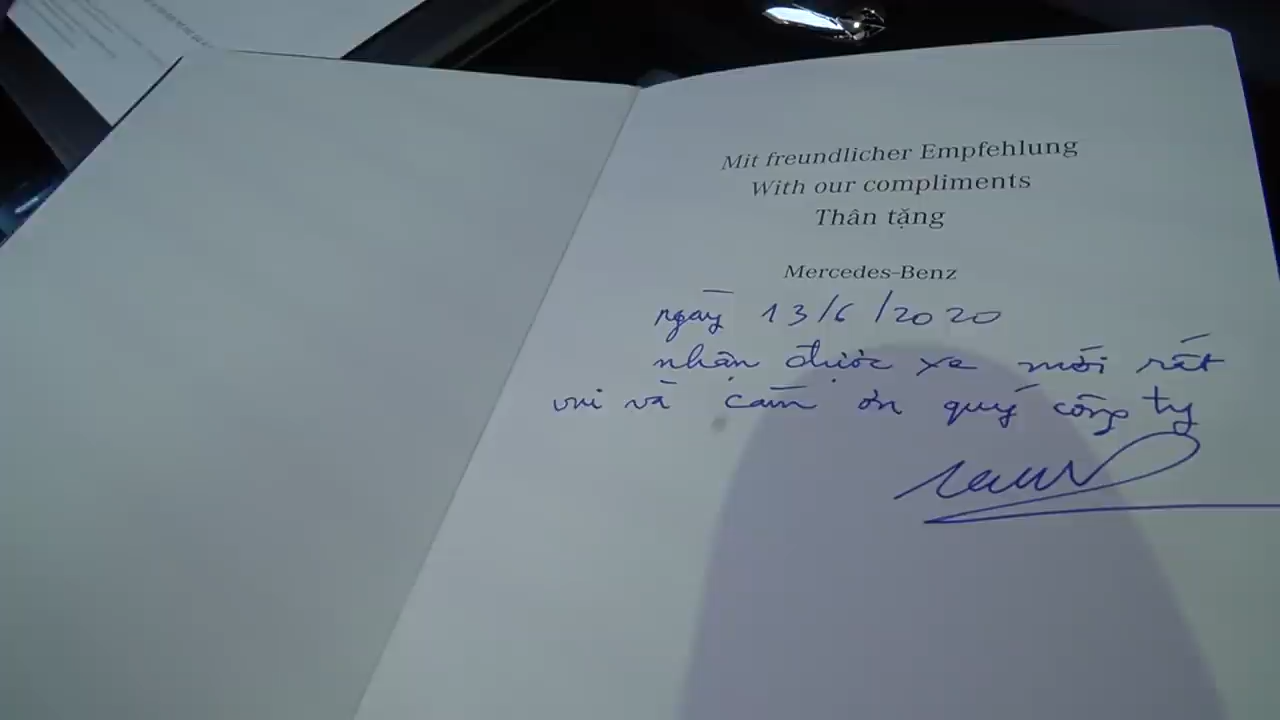 Mit freundlicher Empfehlung
With our compliments
Thân tặng
Mercedes-Benz
ngày 13/6/2020
nhận được xe mới rất
vui và cảm ơn quý công ty